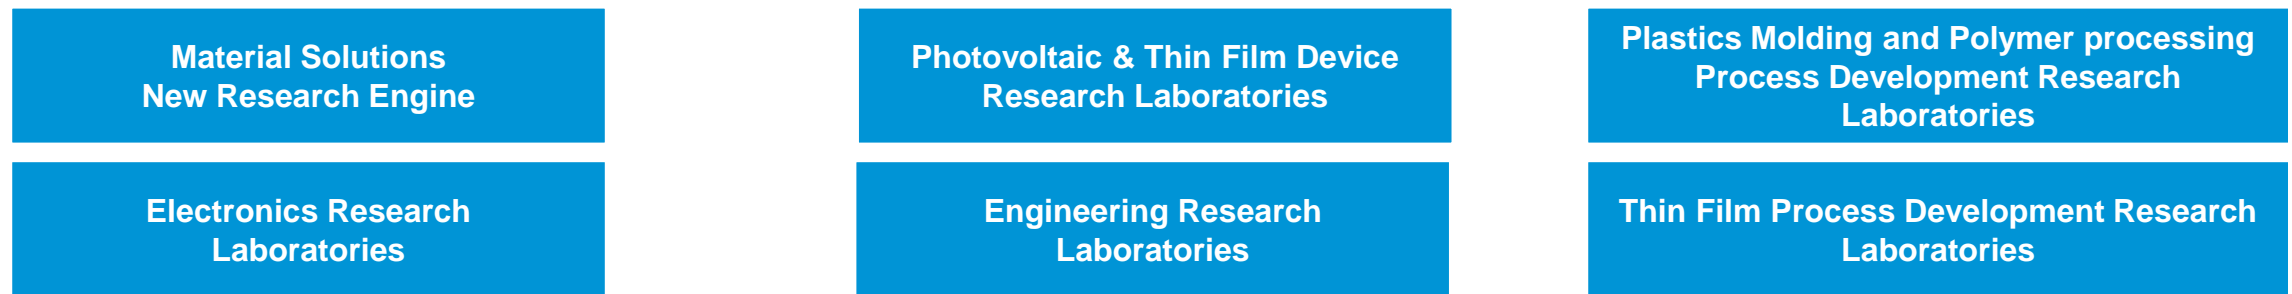 Material Solutions
New Research Engine
Photovoltaic & Thin Film Device
Research Laboratories
Plastics Molding and Polymer processing
Process Development Research
Laboratories
Electronics Research
Laboratories
Engineering Research
Laboratories
Thin Film Process Development Research
Laboratories